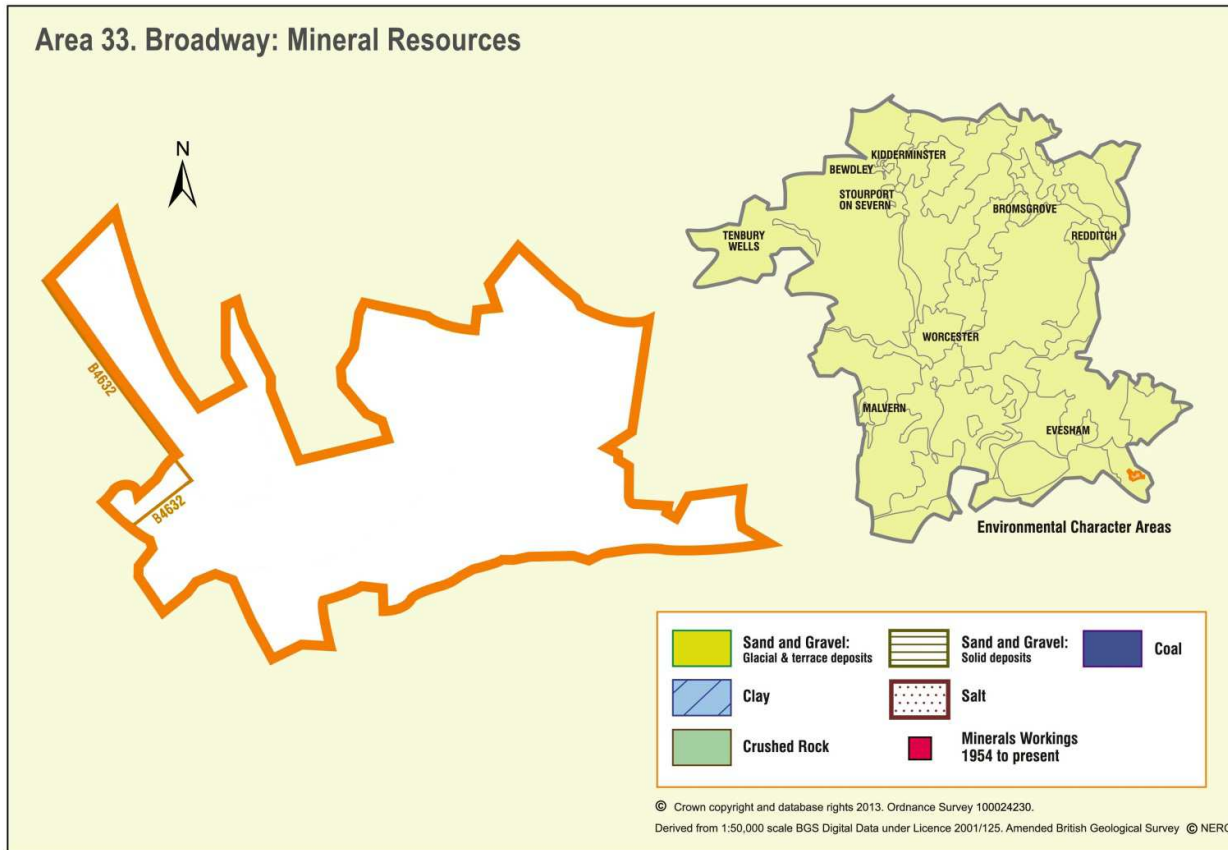 Area 33. Broadway: Mineral Resources
N
B4632
B4632
KIDDERMINSTER
BEWDLEY
STOURPORT
ON SEVERN
BROMSGROVE
TENBURY
WELLS
REDDITCH
WORCESTER
MALVERN
EVESHAM
Environmental Character Areas
Sand and Gravel:
Glacial & terrace deposits
Sand and Gravel:
Solid deposits
Coal
Clay
Salt
Crushed Rock
Minerals Workings
1954 to present
© Crown copyright and database rights 2013. Ordnance Survey 100024230.
Derived from 1:50,000 scale BGS Digital Data under Licence 2001/125. Amended British Geological Survey © NERC